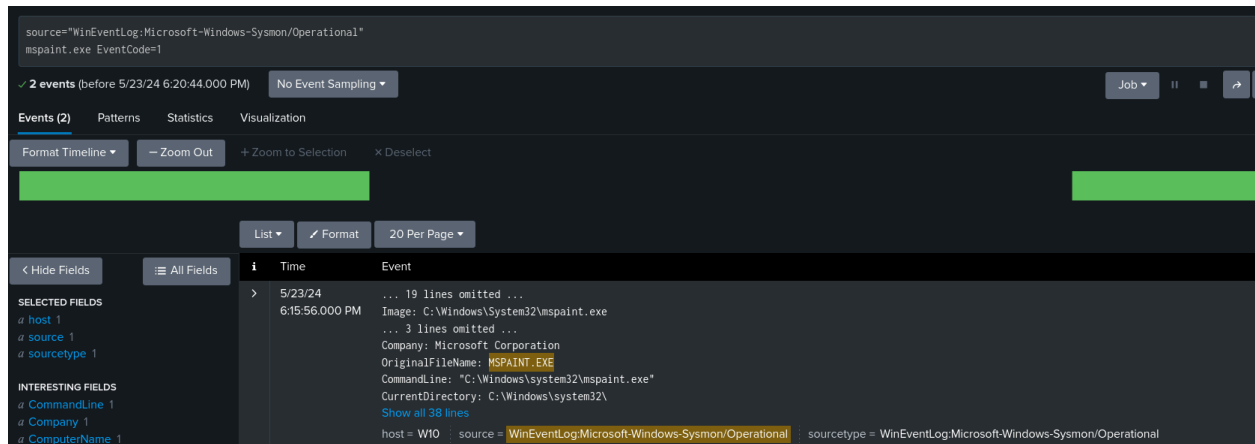 source="WinEventLog:Microsoft-Windows-Sysmon/Operational"
mspaint.exe EventCode=1
✓ 2 events (before 5/23/24 6:20:44.000 PM) No Event Sampling ▾ Job ▾
Events (2) Patterns Statistics Visualization
Format Timeline ▾ — Zoom Out + Zoom to Selection × Deselect
List ▾ Format 20 Per Page ▾
< Hide Fields All Fields i Time Event
SELECTED FIELDS
a host 1
a source 1
a sourcetype 1
INTERESTING FIELDS
a CommandLine 1
a Company 1
a ComputerName 1
> 5/23/24
6:15:56.000 PM
... 19 lines omitted ...
Image: C:\Windows\System32\mspaint.exe
... 3 lines omitted ...
Company: Microsoft Corporation
OriginalFileName: MSPAINT.EXE
CommandLine: "C:\Windows\system32\mspaint.exe"
CurrentDirectory: C:\Windows\system32\
Show all 38 lines
host = W10 source = WinEventLog:Microsoft-Windows-Sysmon/Operational sourcetype = WinEventLog:Microsoft-Windows-Sysmon/Operational